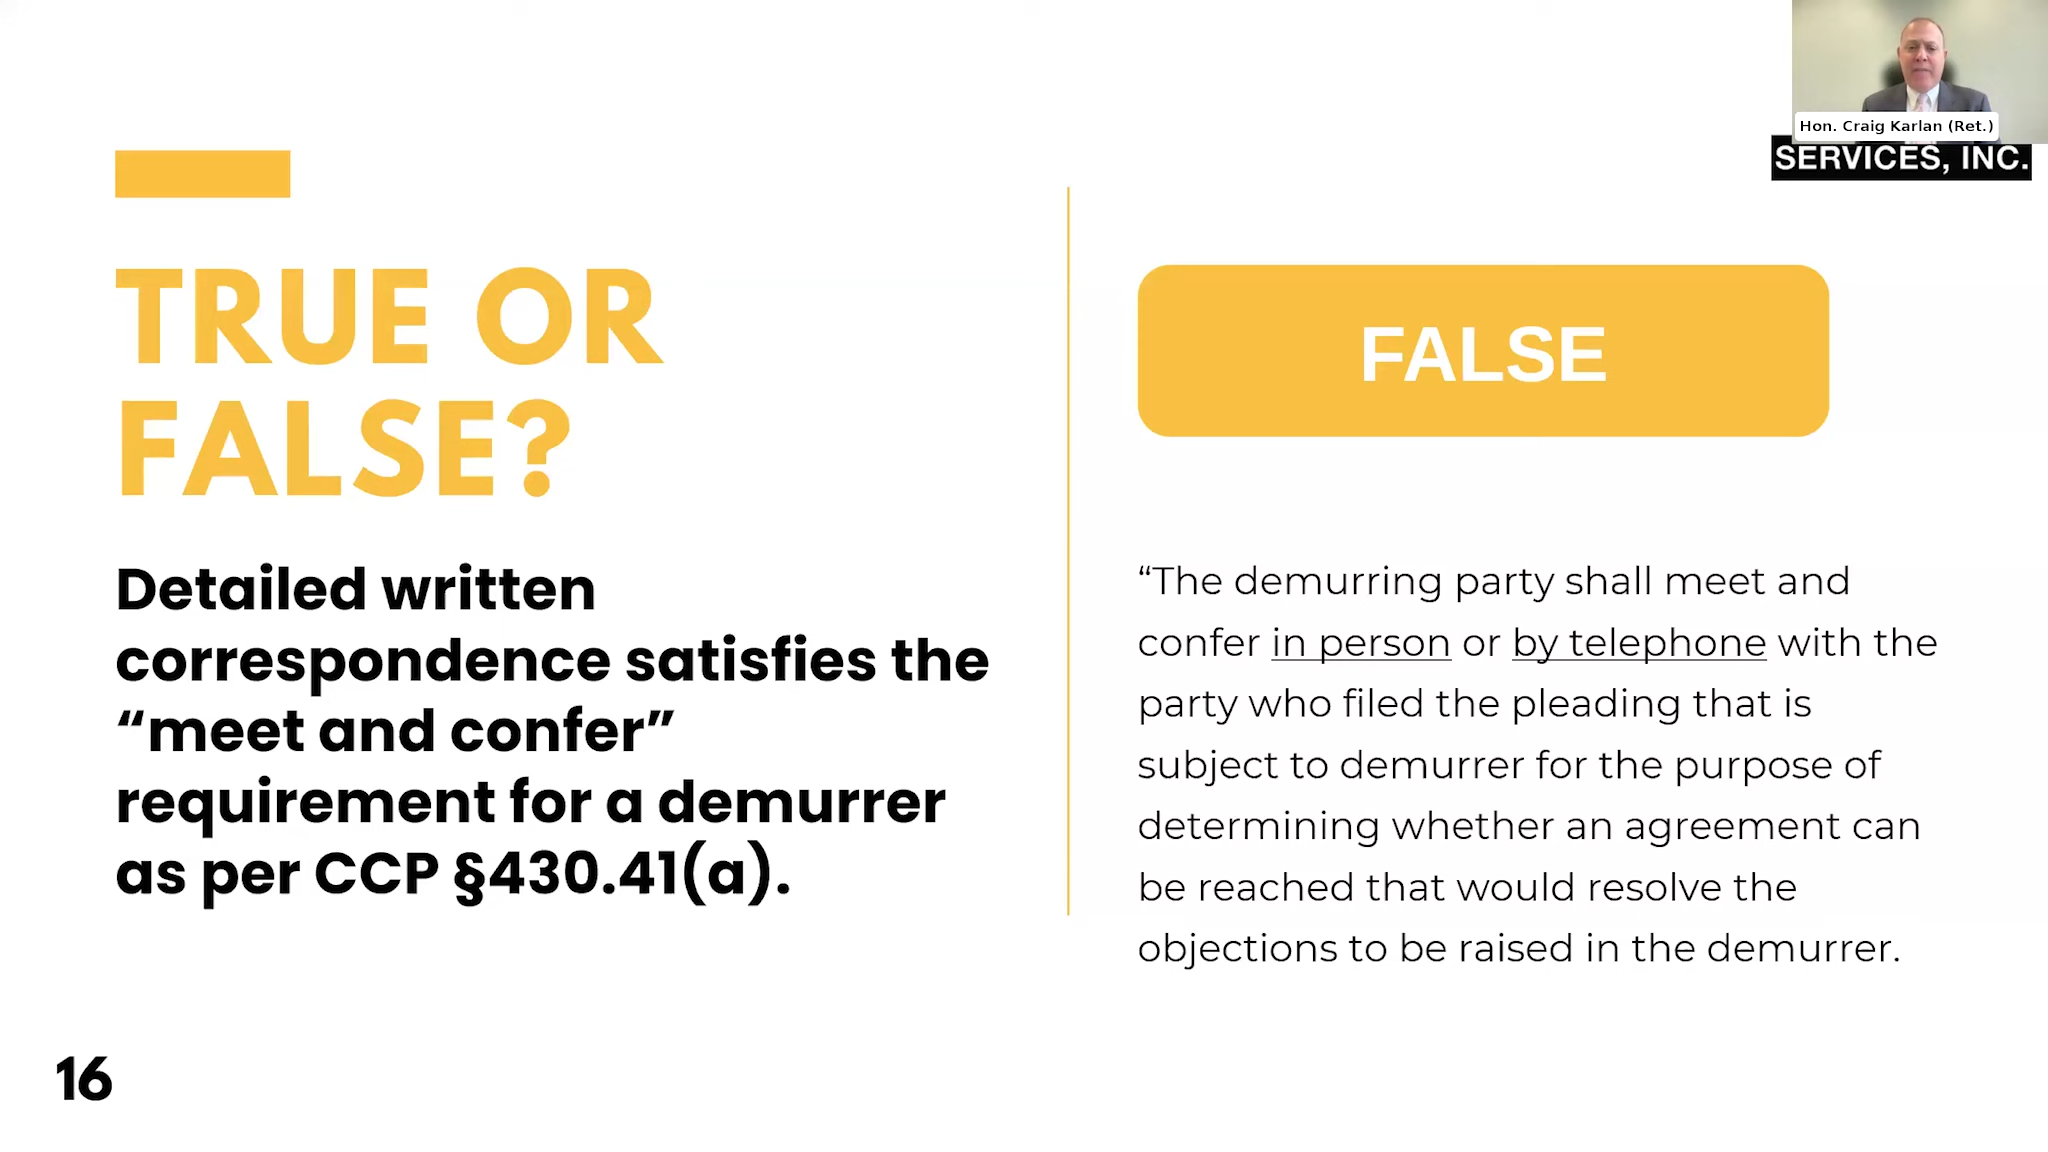 Hon. Craig Karlan (Ret.)
SERVICES, INC.
TRUE OR
FALSE?
Detailed written
correspondence satisfies the
“meet and confer”
requirement for a demurrer
as per CCP §430.41(a).
FALSE
“The demurring party shall meet and
confer in person or by telephone with the
party who filed the pleading that is
subject to demurrer for the purpose of
determining whether an agreement can
be reached that would resolve the
objections to be raised in the demurrer.
16